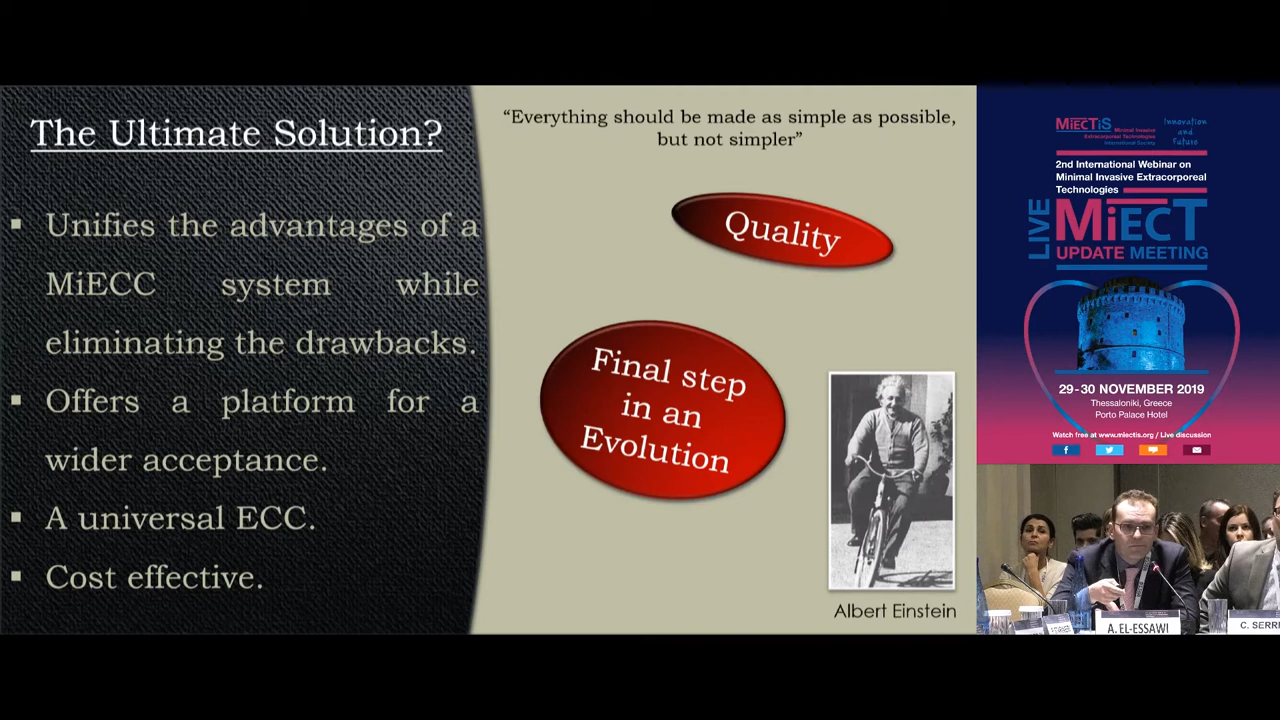 The Ultimate Solution?
▪ Unifies the advantages of a
MiECC system while
eliminating the drawbacks.
▪ Offers a platform for a
wider acceptance.
▪ A universal ECC.
▪ Cost effective.
“Everything should be made as simple as possible,
but not simpler”
Quality
Final step
in an
Evolution
Albert Einstein
MiECTiS
Minimal Invasive
Extracorporeal Technologies
International Society
Innovation
and
Future
2nd International Webinar on
Minimal Invasive Extracorporeal
Technologies
LIVE
MiECT
UPDATE MEETING
29-30 NOVEMBER 2019
Thessaloniki, Greece
Porto Palace Hotel
Watch free at www.miectis.org / Live discussion
A. EL-ESSAWI
C. SERR